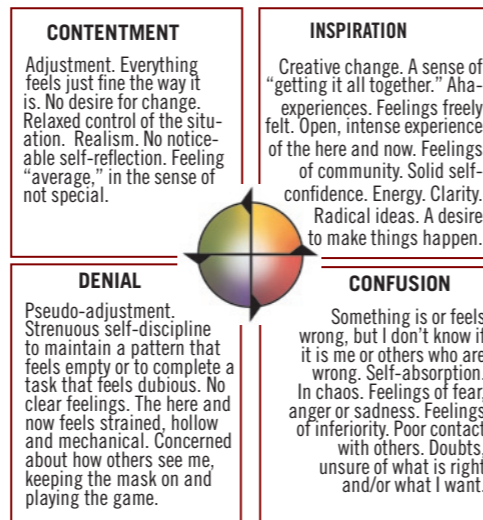 CONTENTMENT
Adjustment. Everything
feels just fine the way it
is. No desire for change.
Relaxed control of the situ-
ation. Realism. No notice-
able self-reflection. Feeling
“average,” in the sense of
not special.
INSPIRATION
Creative change. A sense of
“getting it all together.” Aha-
experiences. Feelings freely
felt. Open, intense experience
of the here and now. Feelings
of community. Solid self-
confidence. Energy. Clarity.
Radical ideas. A desire
to make things happen.
DENIAL
Pseudo-adjustment.
Strenuous self-discipline
to maintain a pattern that
feels empty or to complete a
task that feels dubious. No
clear feelings. The here and
now feels strained, hollow
and mechanical. Concerned
about how others see me,
keeping the mask on and
playing the game.
CONFUSION
Something is or feels
wrong, but I don’t know if
it is me or others who are
wrong. Self-absorption.
In chaos. Feelings of fear,
anger or sadness. Feelings
of inferiority. Poor contact
with others. Doubts,
unsure of what is right
and/or what I want.